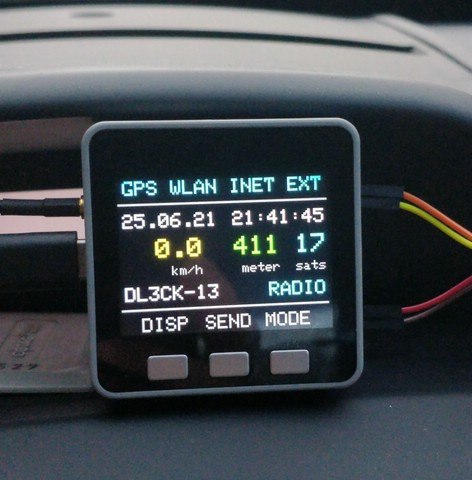 GPS WLAN INET EXT
25.06.21 21:41:45
0.0 411 17
km/h meter sats
DL3CK-13 RADIO
DISP SEND MODE